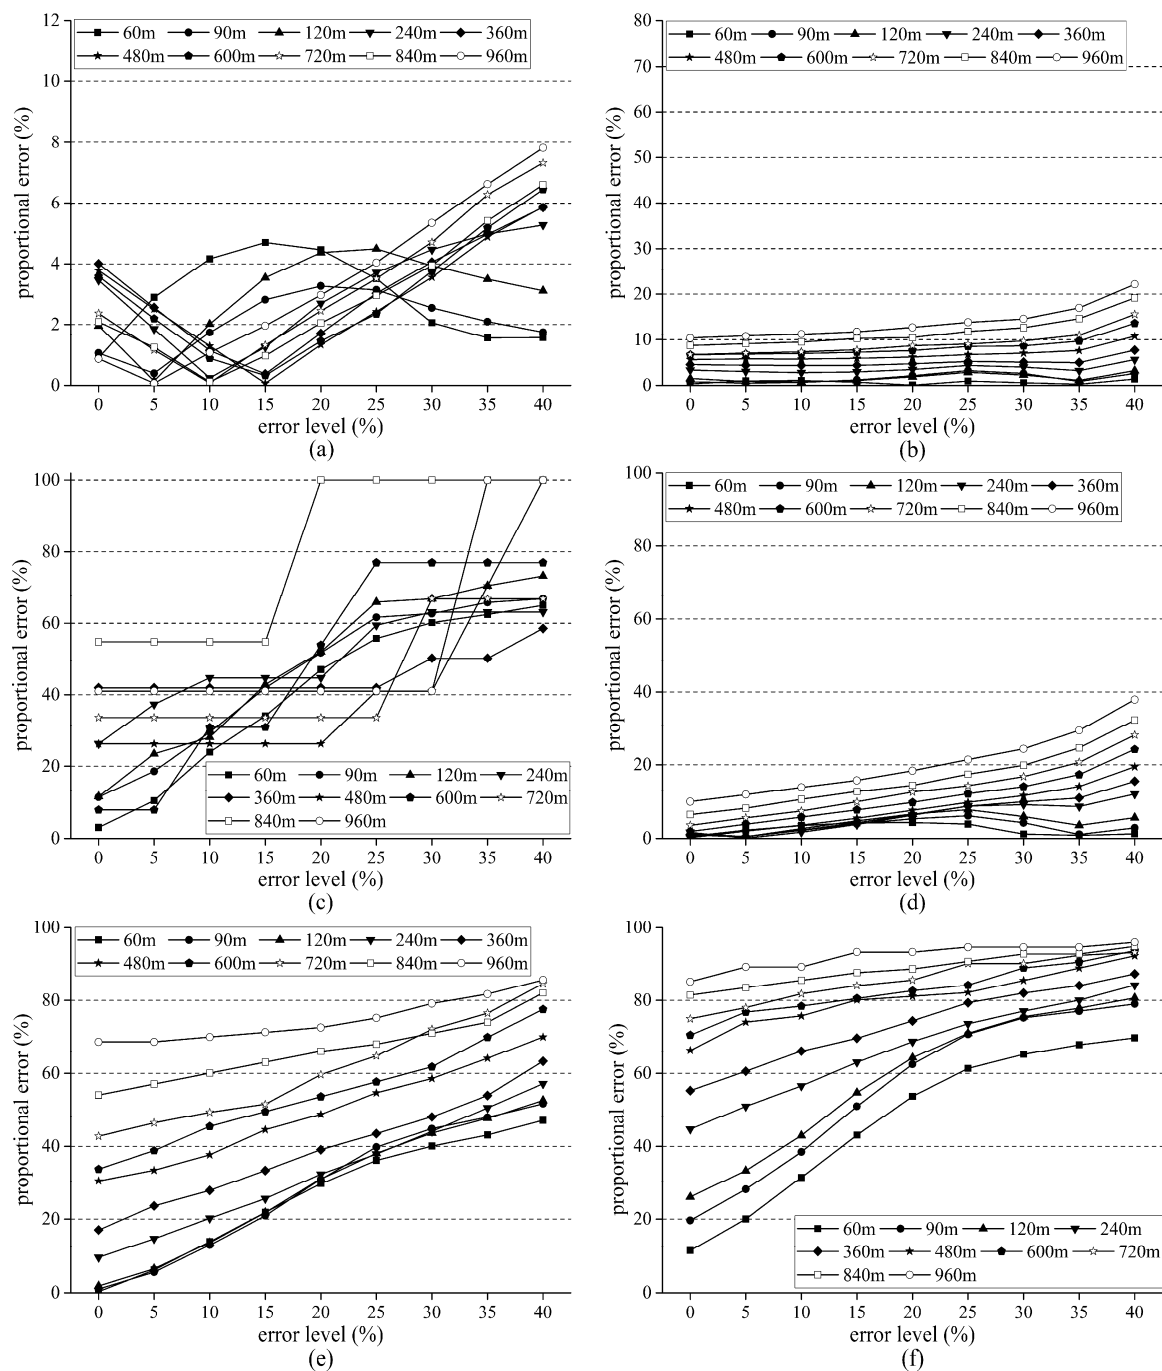 12
60m 90m 120m 240m 360m
480m 600m 720m 840m 960m
10
8
6
4
2
0
proportional error (%)
0 5 10 15 20 25 30 35 40
error level (%)
(a)
80
60m 90m 120m 240m 360m
480m 600m 720m 840m 960m
70
60
50
40
30
20
10
0
proportional error (%)
0 5 10 15 20 25 30 35 40
error level (%)
(b)
100
80
60
40
20
0
proportional error (%)
60m 90m 120m 240m
360m 480m 600m 720m
840m 960m
0 5 10 15 20 25 30 35 40
error level (%)
(c)
100
60m 90m 120m 240m 360m
480m 600m 720m 840m 960m
80
60
40
20
0
proportional error (%)
0 5 10 15 20 25 30 35 40
error level (%)
(d)
100
60m 90m 120m 240m 360m
480m 600m 720m 840m 960m
80
60
40
20
0
proportional error (%)
0 5 10 15 20 25 30 35 40
error level (%)
(e)
100
80
60
40
20
0
proportional error (%)
60m 90m 120m 240m
360m 480m 600m 720m
840m 960m
0 5 10 15 20 25 30 35 40
error level (%)
(f)